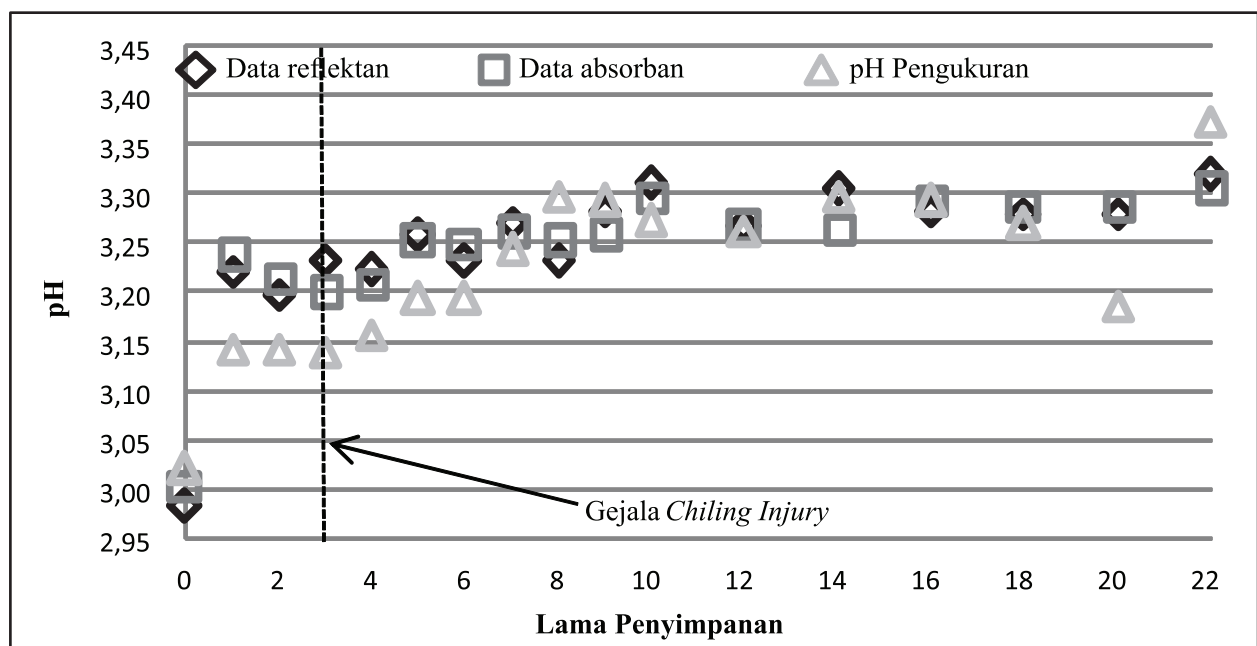 3,45
Data reflektan Data absorban pH Pengukuran
3,40
3,35
3,30
3,25
3,20
3,15
3,10
3,05
3,00
2,95
pH
Gejala Chiling Injury
0 2 4 6 8 10 12 14 16 18 20 22
Lama Penyimpanan